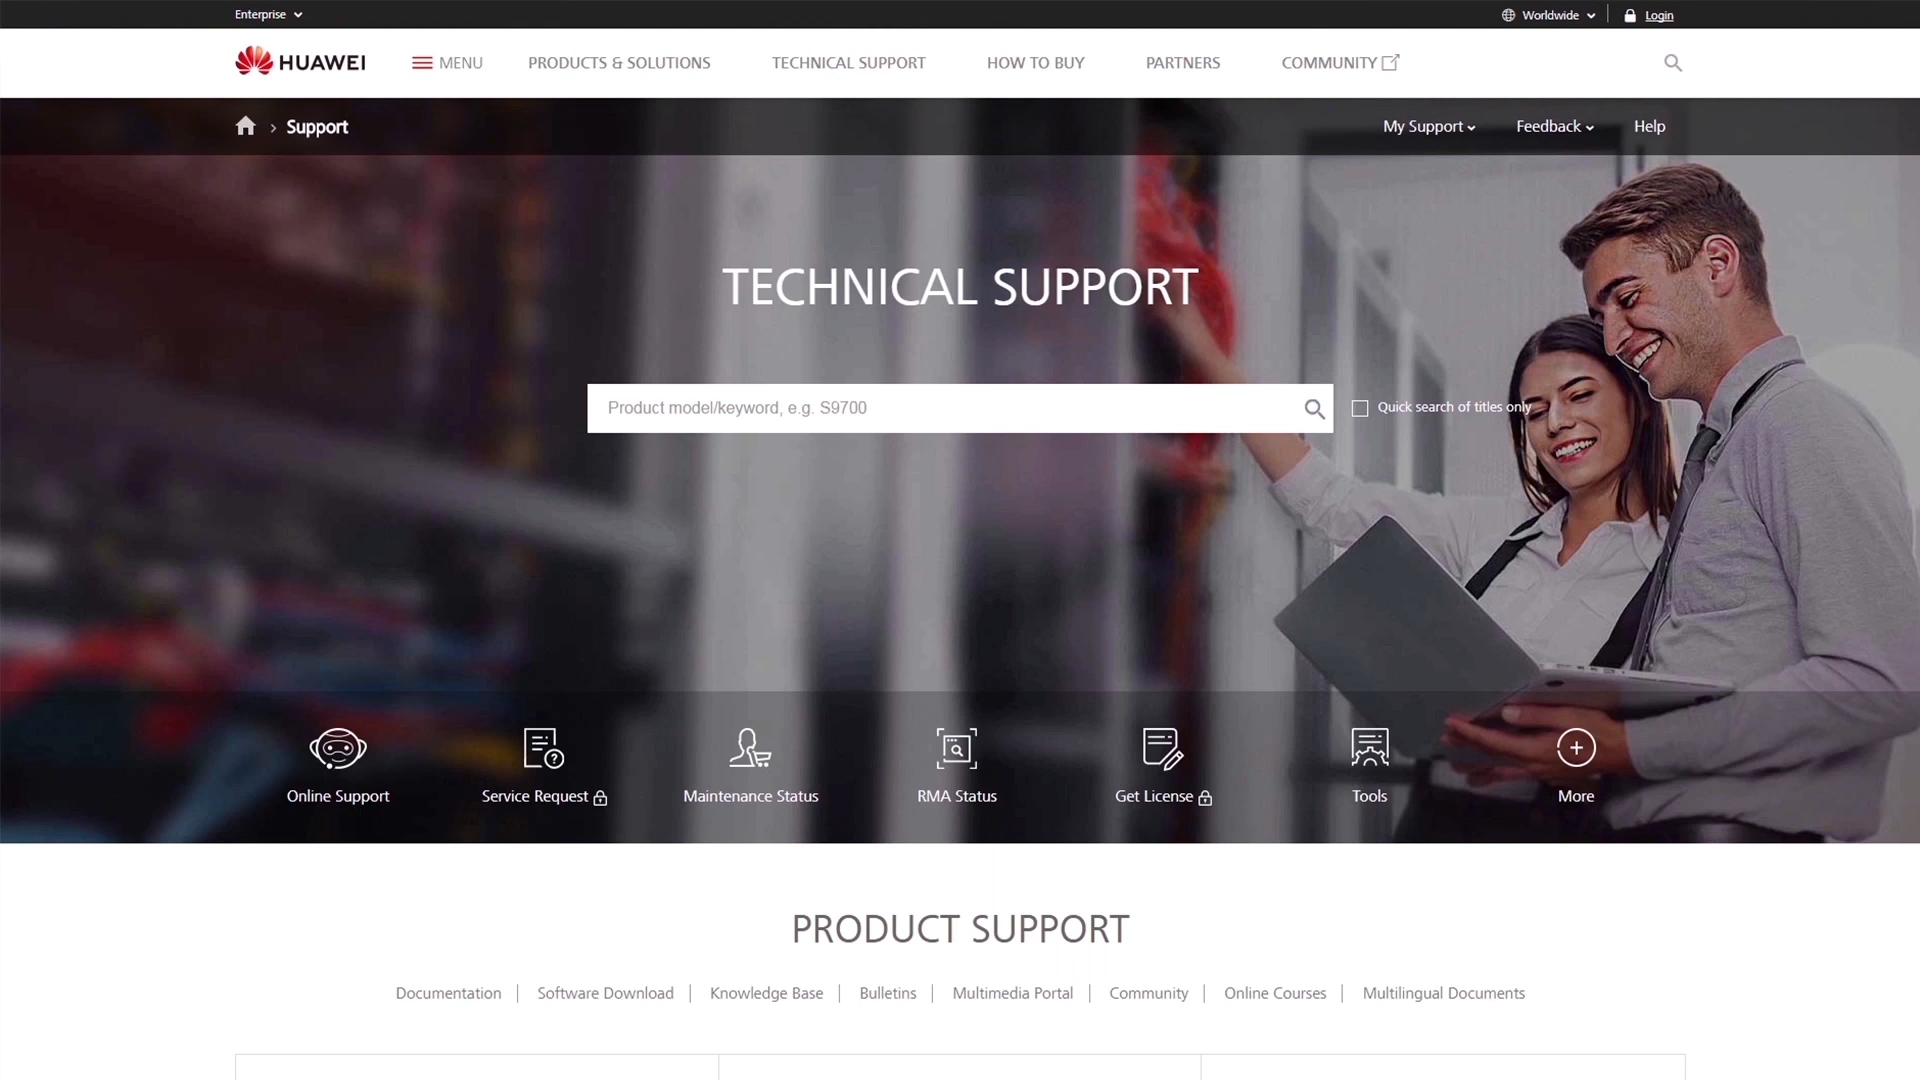 Enterprise
Worldwide
Login
HUAWEI
MENU
PRODUCTS & SOLUTIONS
TECHNICAL SUPPORT
HOW TO BUY
PARTNERS
COMMUNITY
> Support
My Support
Feedback
Help
TECHNICAL SUPPORT
Product model/keyword, e.g. S9700
Quick search of titles only
Online Support
Service Request
Maintenance Status
RMA Status
Get License
Tools
More
PRODUCT SUPPORT
Documentation | Software Download | Knowledge Base | Bulletins | Multimedia Portal | Community | Online Courses | Multilingual Documents